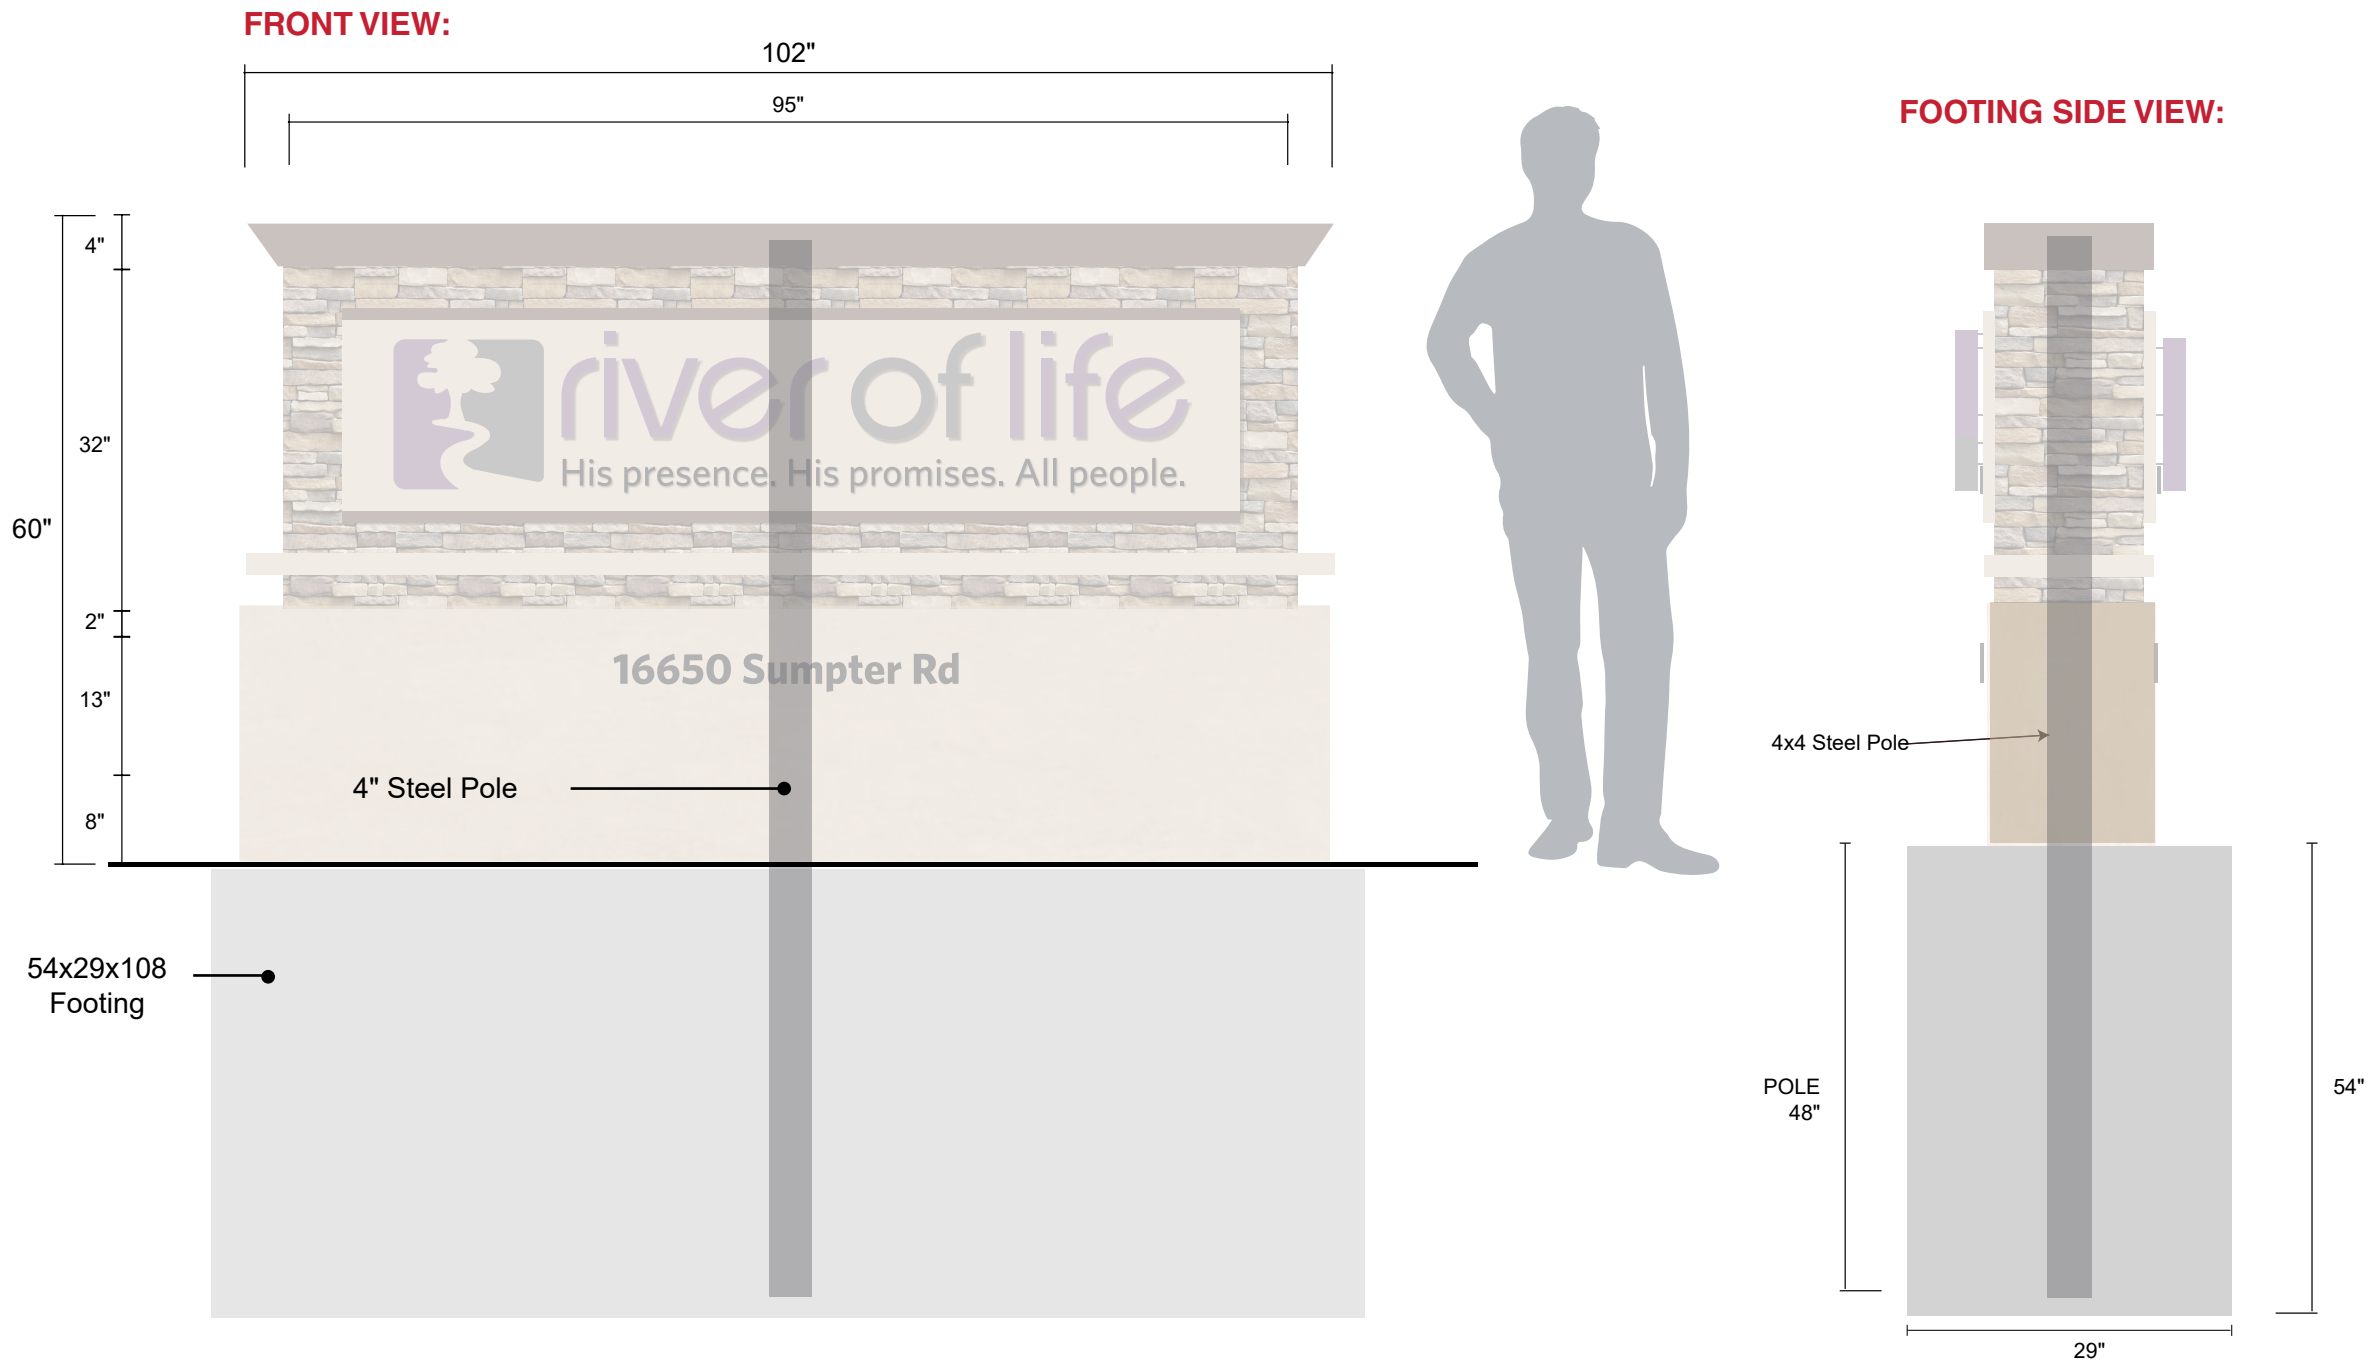 FRONT VIEW:
102"
95"
FOOTING SIDE VIEW:
4"
32"
60"
2"
13"
8"
river of life
His presence. His promises. All people.
16650 Sumpter Rd
4" Steel Pole
54x29x108
Footing
4x4 Steel Pole
POLE
48"
54"
29"